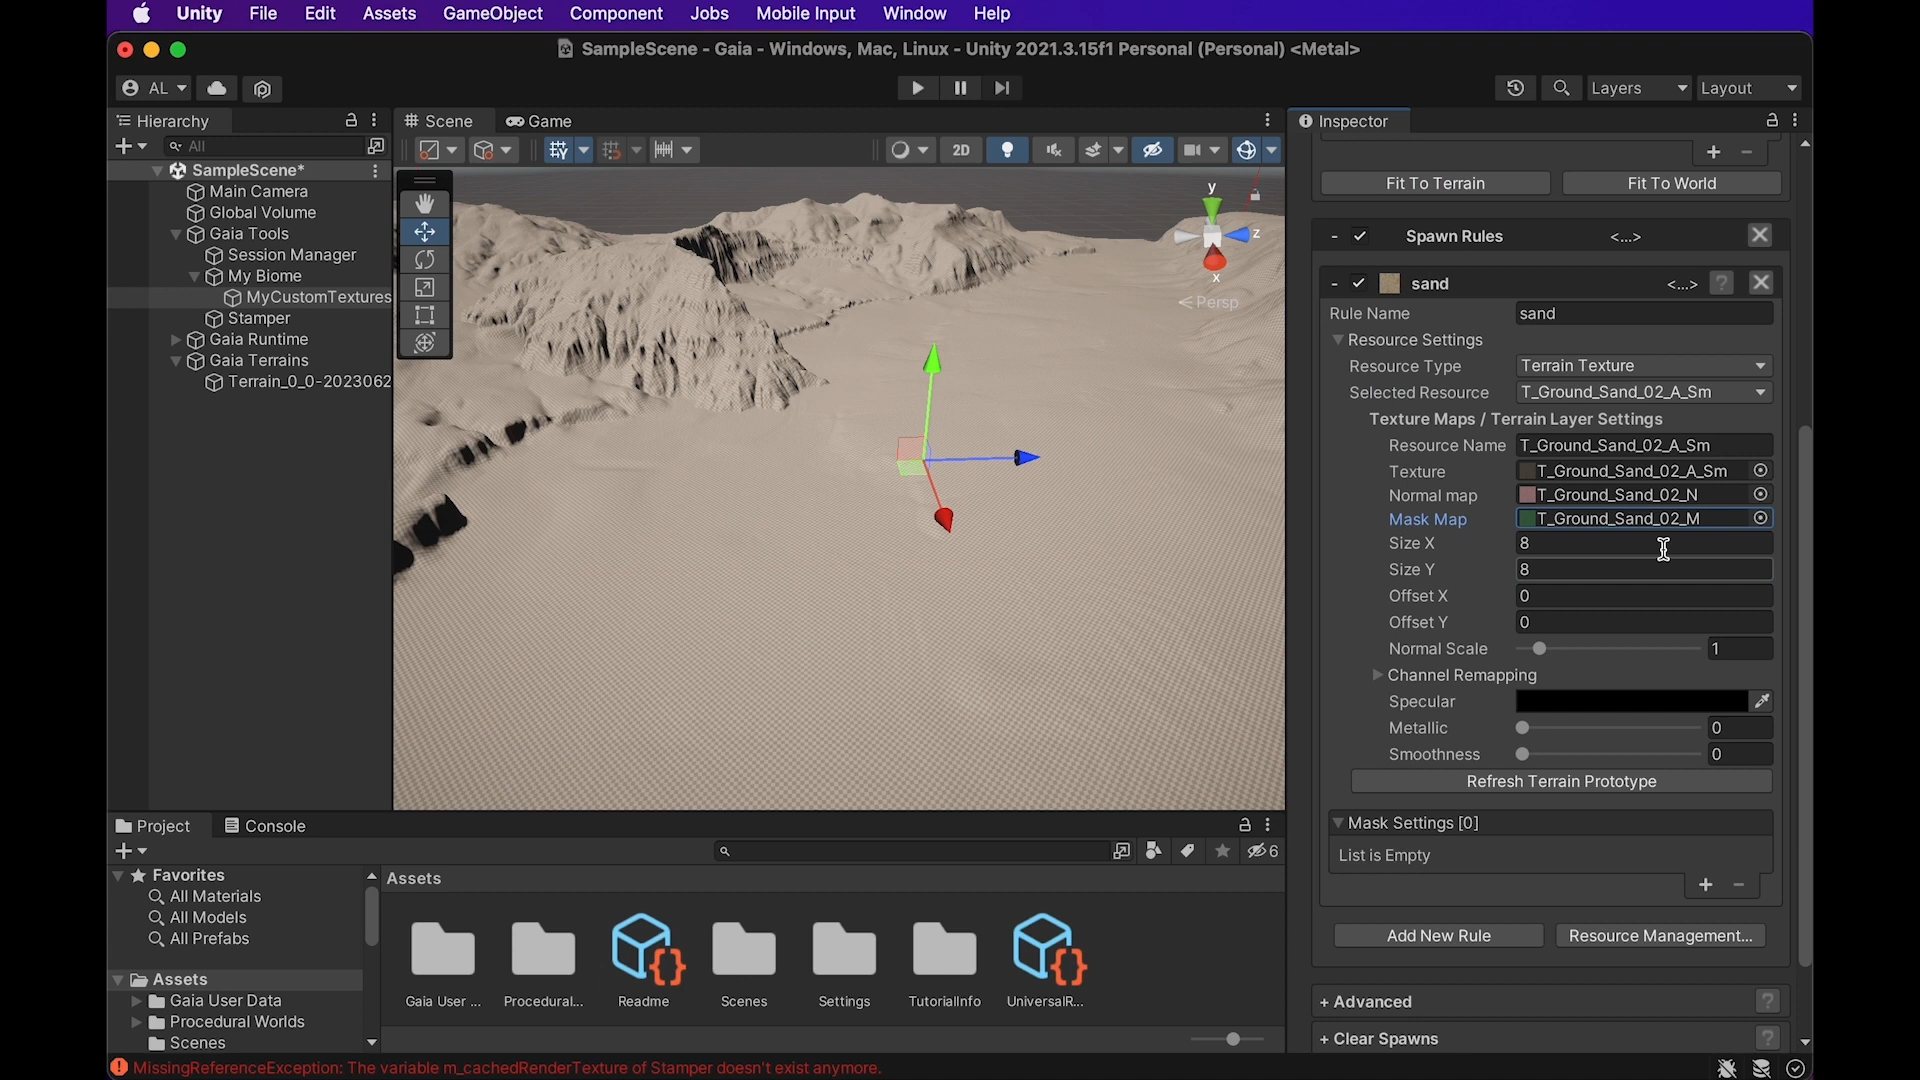 Unity File Edit Assets GameObject Component Jobs Mobile Input Window Help
SampleScene - Gaia - Windows, Mac, Linux - Unity 2021.3.15f1 Personal (Personal) <Metal>
AL
Layers
Layout
Hierarchy
All
SampleScene*
Main Camera
Global Volume
Gaia Tools
Session Manager
My Biome
MyCustomTextures
Stamper
Gaia Runtime
Gaia Terrains
Terrain_0_0-2023062
Scene
Game
2D
y
z
x
Persp
Inspector
Fit To Terrain
Fit To World
Spawn Rules <...>
sand <...> ?
Rule Name sand
Resource Settings
Resource Type Terrain Texture
Selected Resource T_Ground_Sand_02_A_Sm
Texture Maps / Terrain Layer Settings
Resource Name T_Ground_Sand_02_A_Sm
Texture T_Ground_Sand_02_A_Sm
Normal map T_Ground_Sand_02_N
Mask Map T_Ground_Sand_02_M
Size X 8
Size Y 8
Offset X 0
Offset Y 0
Normal Scale 1
Channel Remapping
Specular
Metallic 0
Smoothness 0
Refresh Terrain Prototype
Mask Settings [0]
List is Empty
+ -
Add New Rule
Resource Management...
+ Advanced ?
+ Clear Spawns ?
Project
Console
6
Favorites
All Materials
All Models
All Prefabs
Assets
Gaia User Data
Procedural Worlds
Scenes
Assets
Gaia User ...
Procedural...
Readme
Scenes
Settings
TutorialInfo
UniversalR...
MissingReferenceException: The variable m_cachedRenderTexture of Stamper doesn't exist anymore.